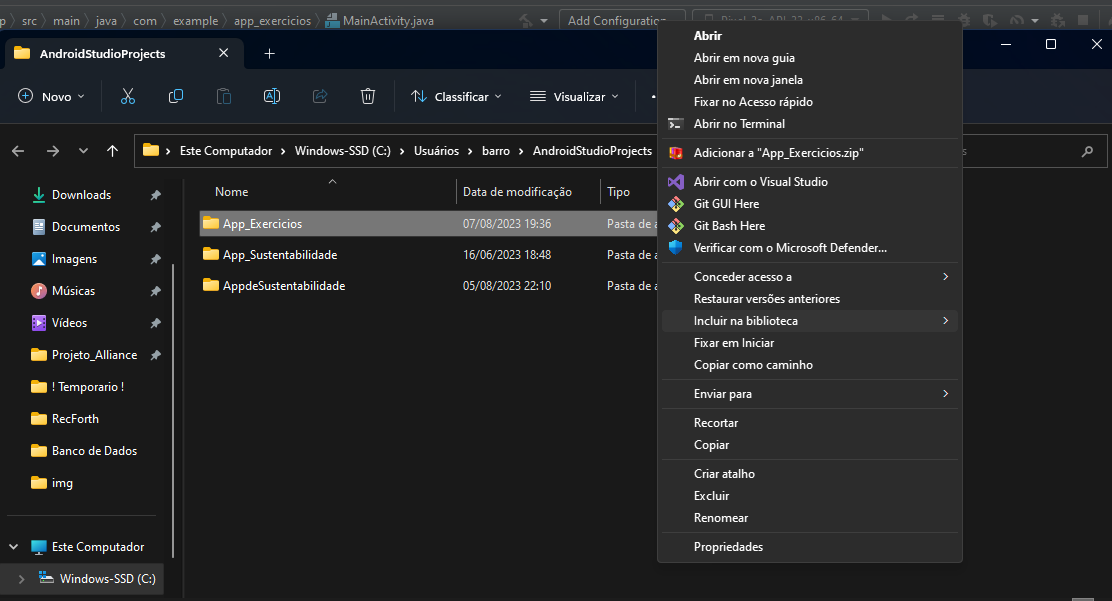 src main java com example app_exercicios MainActivity.java Add Configuration...
AndroidStudioProjects
Novo Classificar Visualizar
Este Computador Windows-SSD (C:) Usuários barro AndroidStudioProjects
Downloads
Documentos
Imagens
Músicas
Vídeos
Projeto_Alliance
! Temporario !
RecForth
Banco de Dados
img
Este Computador
Windows-SSD (C:)
Nome Data de modificação Tipo
App_Exercicios 07/08/2023 19:36 Pasta de
App_Sustentabilidade 16/06/2023 18:48 Pasta de
AppdeSustentabilidade 05/08/2023 22:10 Pasta de
Abrir
Abrir em nova guia
Abrir em nova janela
Fixar no Acesso rápido
Abrir no Terminal
Adicionar a "App_Exercicios.zip"
Abrir com o Visual Studio
Git GUI Here
Git Bash Here
Verificar com o Microsoft Defender...
Conceder acesso a
Restaurar versões anteriores
Incluir na biblioteca
Fixar em Iniciar
Copiar como caminho
Enviar para
Recortar
Copiar
Criar atalho
Excluir
Renomear
Propriedades